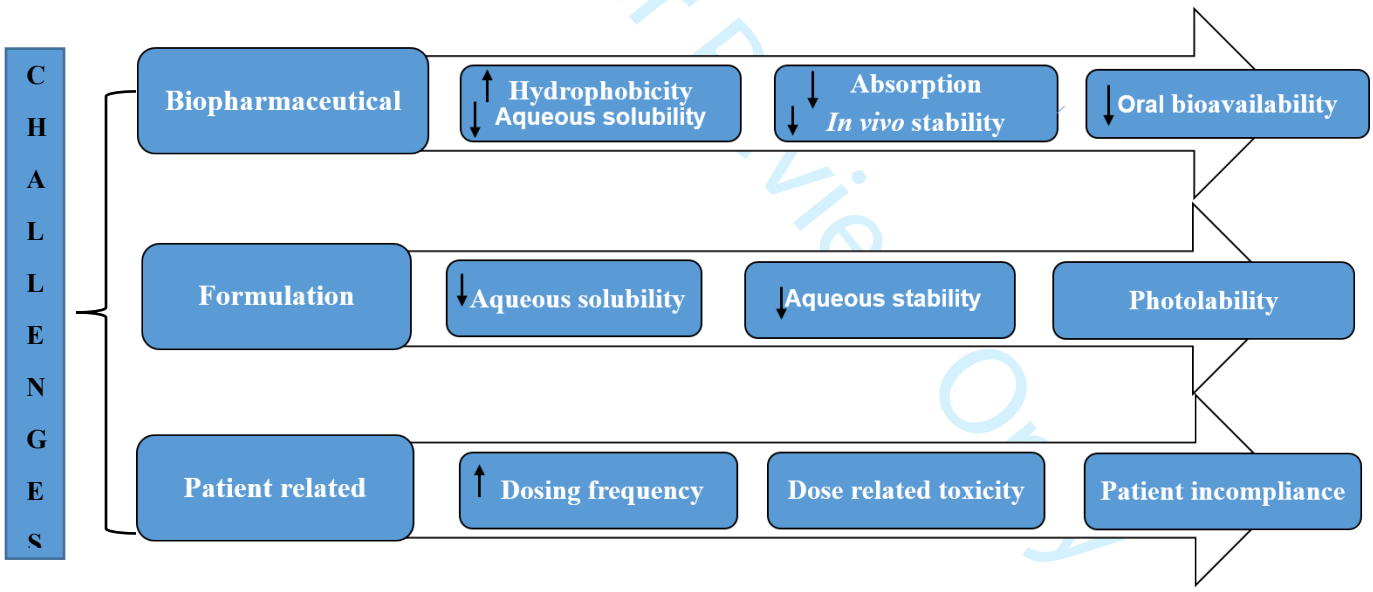 CHALLENGES
Biopharmaceutical
↑ Hydrophobicity
↓ Aqueous solubility
↓ Absorption
↓ In vivo stability
↓ Oral bioavailability
Formulation
↓ Aqueous solubility
↓ Aqueous stability
Photolability
Patient related
↑ Dosing frequency
Dose related toxicity
Patient incompliance